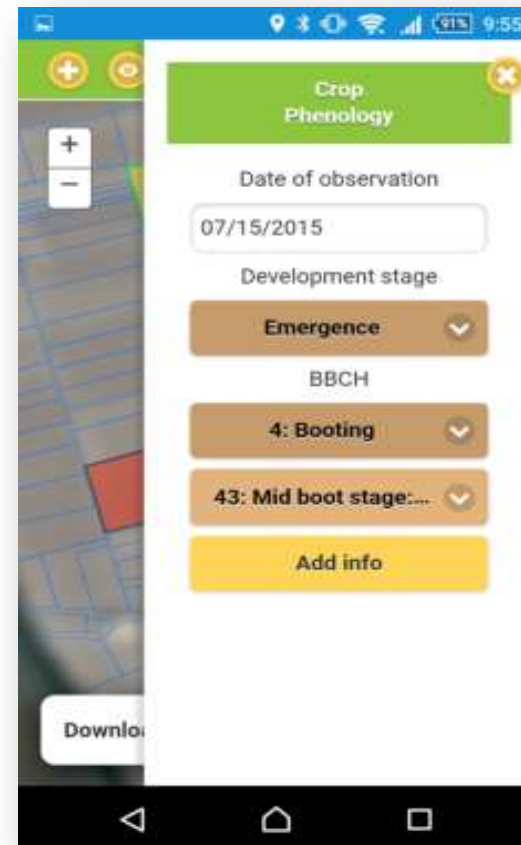 91% 9:55
Crop
Phenology
+
−
Date of observation
07/15/2015
Development stage
Emergence
BBCH
4: Booting
43: Mid boot stage:...
Add info
Downlo